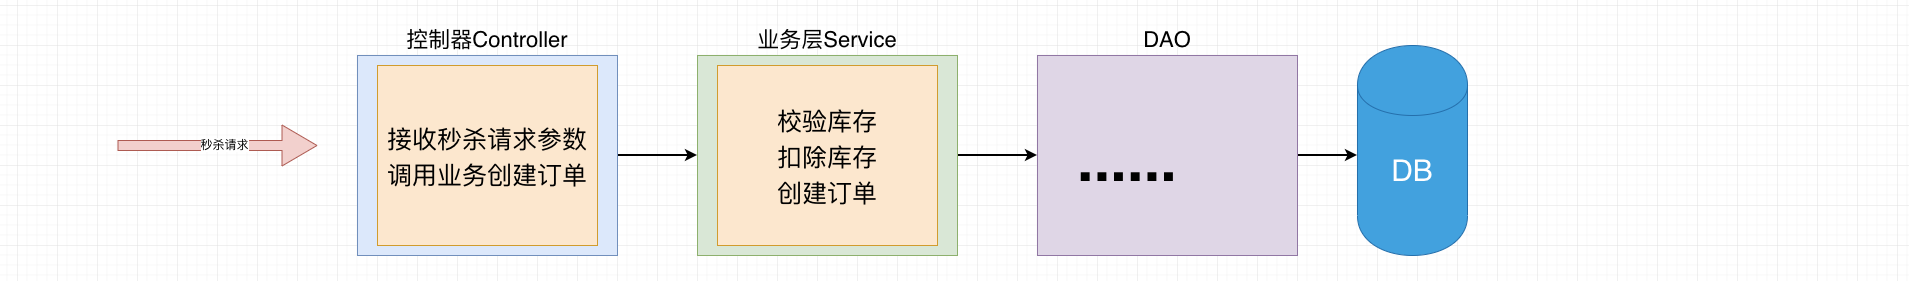 秒杀请求
控制器Controller
接收秒杀请求参数
调用业务创建订单
业务层Service
校验库存
扣除库存
创建订单
DAO
......
DB